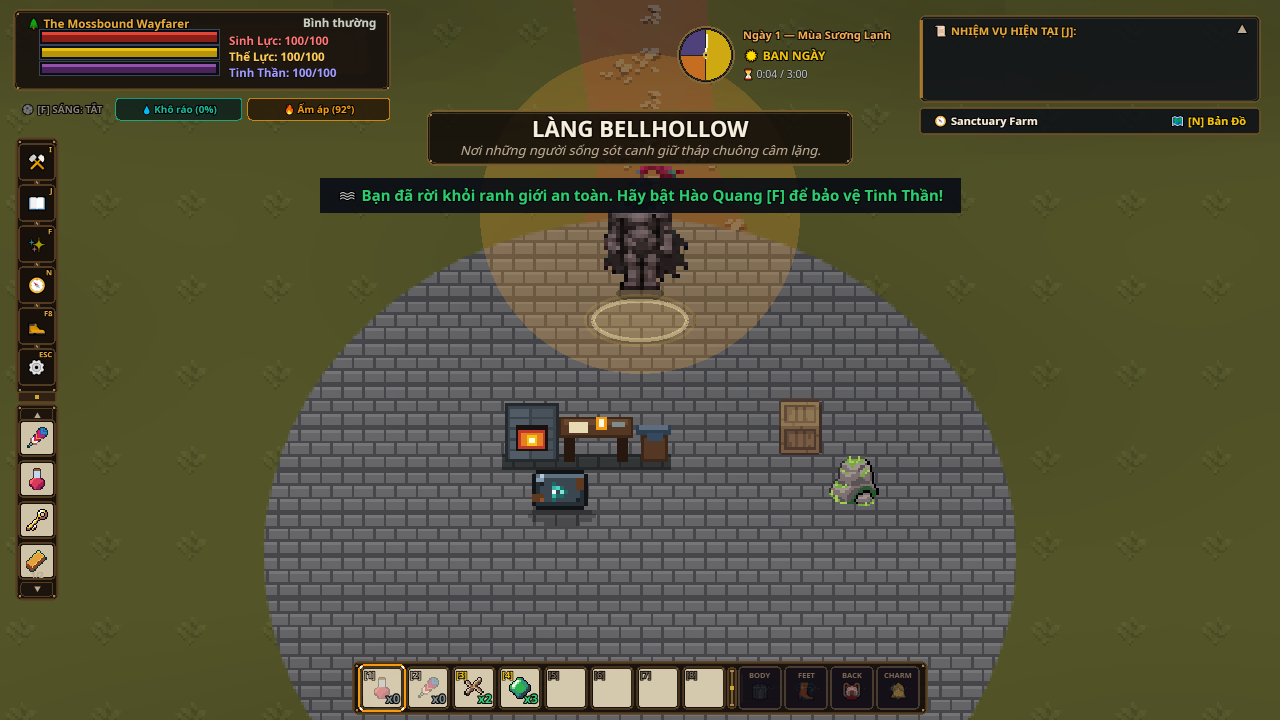 The Mossbound Wayfarer
Bình thường
Sinh Lực: 100/100
Thể Lực: 100/100
Tinh Thần: 100/100
[F] SÁNG: TẮT
Khô ráo (0%)
Ấm áp (92°)
Ngày 1 — Mùa Sương Lạnh
BAN NGÀY
0:04 / 3:00
NHIỆM VỤ HIỆN TẠI [J]:
Sanctuary Farm
[N] Bản Đồ
LÀNG BELLHOLLOW
Nơi những người sống sót canh giữ tháp chuông câm lặng.
Bạn đã rời khỏi ranh giới an toàn. Hãy bật Hào Quang [F] để bảo vệ Tinh Thần!
I
J
F
N
F8
ESC
[1]
x0
[2]
x0
[3]
x2
[4]
x3
[5]
[6]
[7]
[8]
BODY
FEET
BACK
CHARM